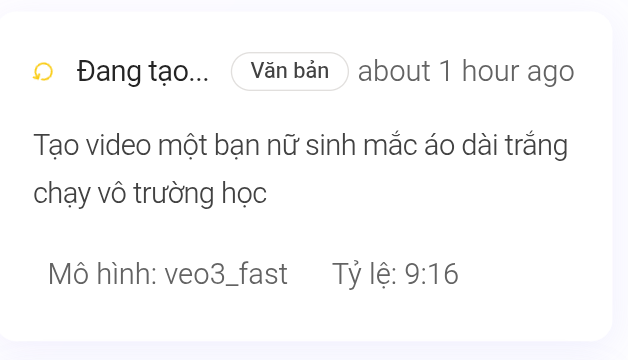 Đang tạo... Văn bản about 1 hour ago
Tạo video một bạn nữ sinh mắc áo dài trắng
chạy vô trường học
Mô hình: veo3_fast Tỷ lệ: 9:16